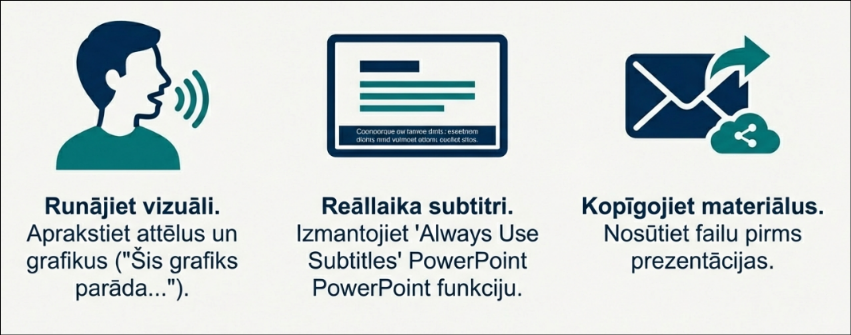 Runājiet vizuāli.
Aprakstiet attēlus un
grafikus ("Šis grafiks
parāda...").
Reāllaika subtitri.
Izmantojiet 'Always Use
Subtitles' PowerPoint
PowerPoint funkciju.
Kopīgojiet materiālus.
Nosūtiet failu pirms
prezentācijas.